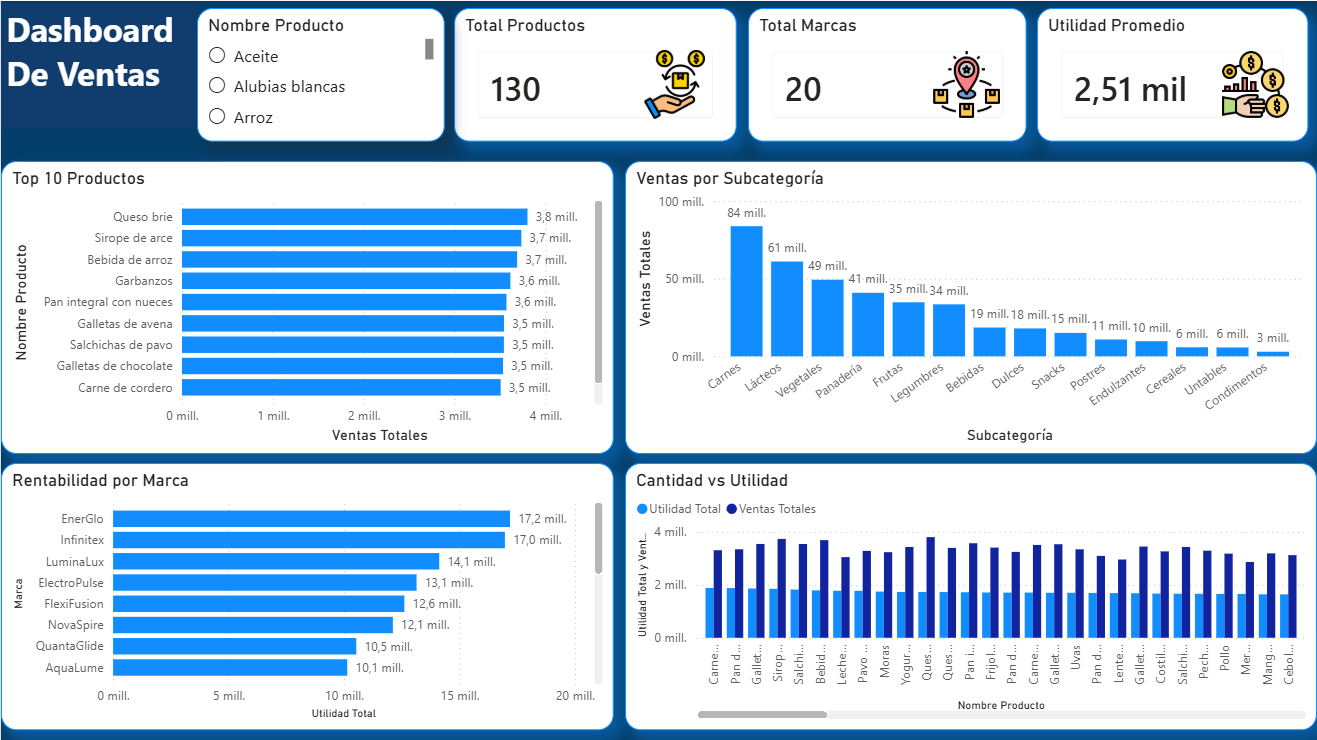 Dashboard
De Ventas
Nombre Producto
Aceite
Alubias blancas
Arroz
Total Productos
130
Total Marcas
20
Utilidad Promedio
2,51 mil
Top 10 Productos
Nombre Producto
Queso brie 3,8 mill.
Sirope de arce 3,7 mill.
Bebida de arroz 3,7 mill.
Garbanzos 3,6 mill.
Pan integral con nueces 3,6 mill.
Galletas de avena 3,5 mill.
Salchichas de pavo 3,5 mill.
Galletas de chocolate 3,5 mill.
Carne de cordero 3,5 mill.
0 mill. 1 mill. 2 mill. 3 mill. 4 mill.
Ventas Totales
Ventas por Subcategoría
Ventas Totales
100 mill.
50 mill.
0 mill.
84 mill. 61 mill. 49 mill. 41 mill. 35 mill. 34 mill. 19 mill. 18 mill. 15 mill. 11 mill. 10 mill. 6 mill. 6 mill. 3 mill.
Carnes Lácteos Vegetales Panadería Frutas Legumbres Bebidas Dulces Snacks Postres Endulzantes Cereales Untables Condimentos
Subcategoría
Rentabilidad por Marca
Marca
EnerGlo 17,2 mill.
Infinitex 17,0 mill.
LuminaLux 14,1 mill.
ElectroPulse 13,1 mill.
FlexiFusion 12,6 mill.
NovaSpire 12,1 mill.
QuantaGlide 10,5 mill.
AquaLume 10,1 mill.
0 mill. 5 mill. 10 mill. 15 mill. 20 mill.
Utilidad Total
Cantidad vs Utilidad
Utilidad Total Ventas Totales
Utilidad Total y Vent...
4 mill.
2 mill.
0 mill.
Carne... Pan d... Gallet... Sirop... Salchi... Bebid... Leche... Pavo ... Moras Yogur... Ques... Ques... Pan i... Frijol... Pan d... Carne... Gallet... Uvas Pan d... Lente... Gallet... Costil... Salchi... Pech... Pollo Mer... Mang... Cebol...
Nombre Producto